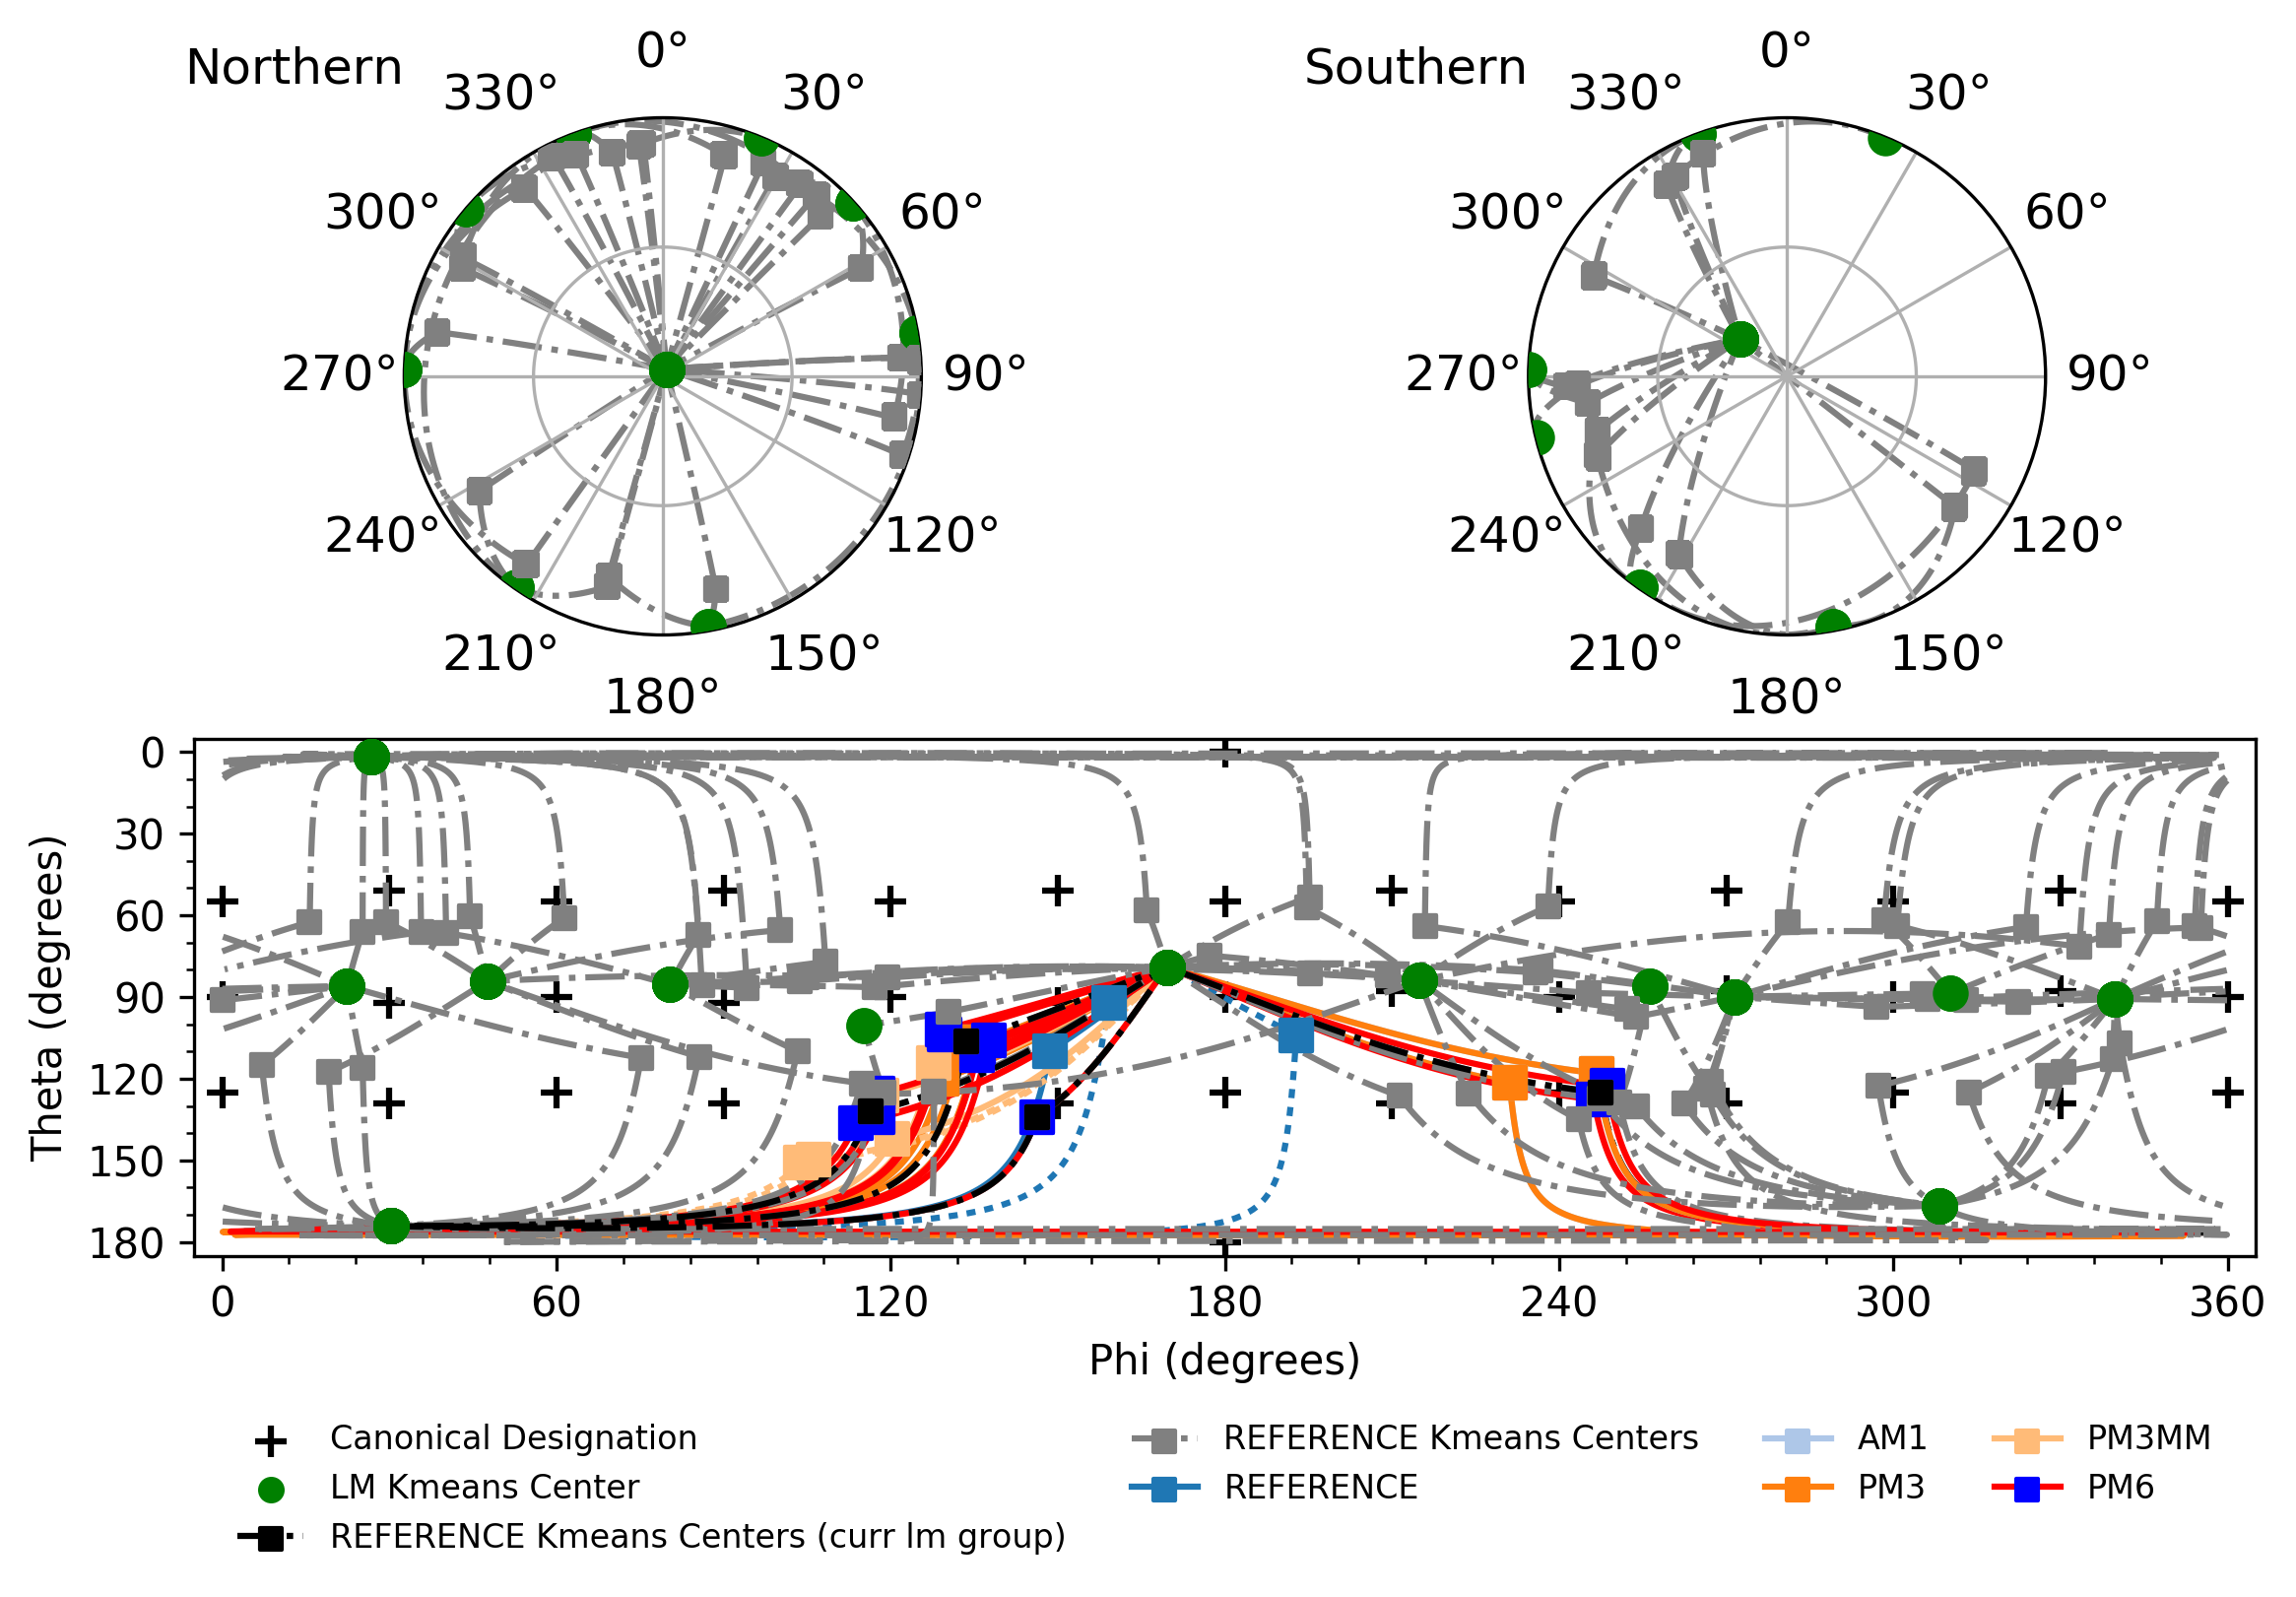 Northern
0°
30°
60°
90°
120°
150°
180°
210°
240°
270°
300°
330°
Southern
0°
30°
60°
90°
120°
150°
180°
210°
240°
270°
300°
330°
Theta (degrees)
0
30
60
90
120
150
180
0 60 120 180 240 300 360
Phi (degrees)
Canonical Designation
LM Kmeans Center
REFERENCE Kmeans Centers (curr lm group)
REFERENCE Kmeans Centers
REFERENCE
AM1
PM3
PM3MM
PM6